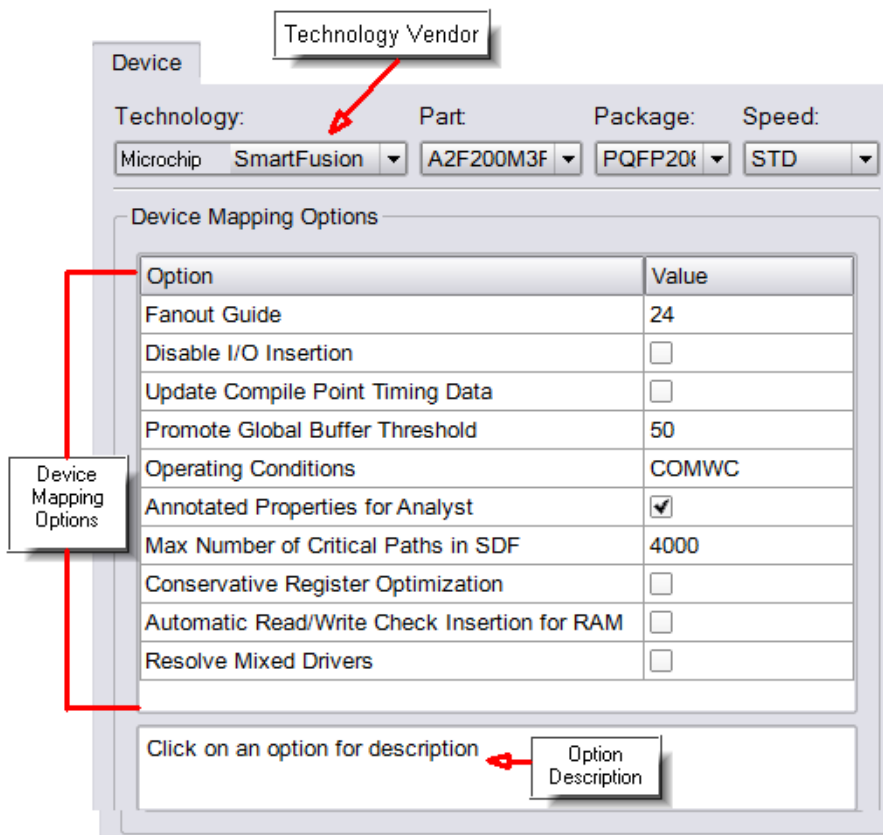 Technology Vendor
Device
Technology: Part: Package: Speed:
Microchip SmartFusion A2F200M3F PQFP208 STD
Device Mapping Options
Option Value
Fanout Guide 24
Disable I/O Insertion
Update Compile Point Timing Data
Promote Global Buffer Threshold 50
Operating Conditions COMWC
Annotated Properties for Analyst
Max Number of Critical Paths in SDF 4000
Conservative Register Optimization
Automatic Read/Write Check Insertion for RAM
Resolve Mixed Drivers
Device
Mapping
Options
Click on an option for description
Option
Description